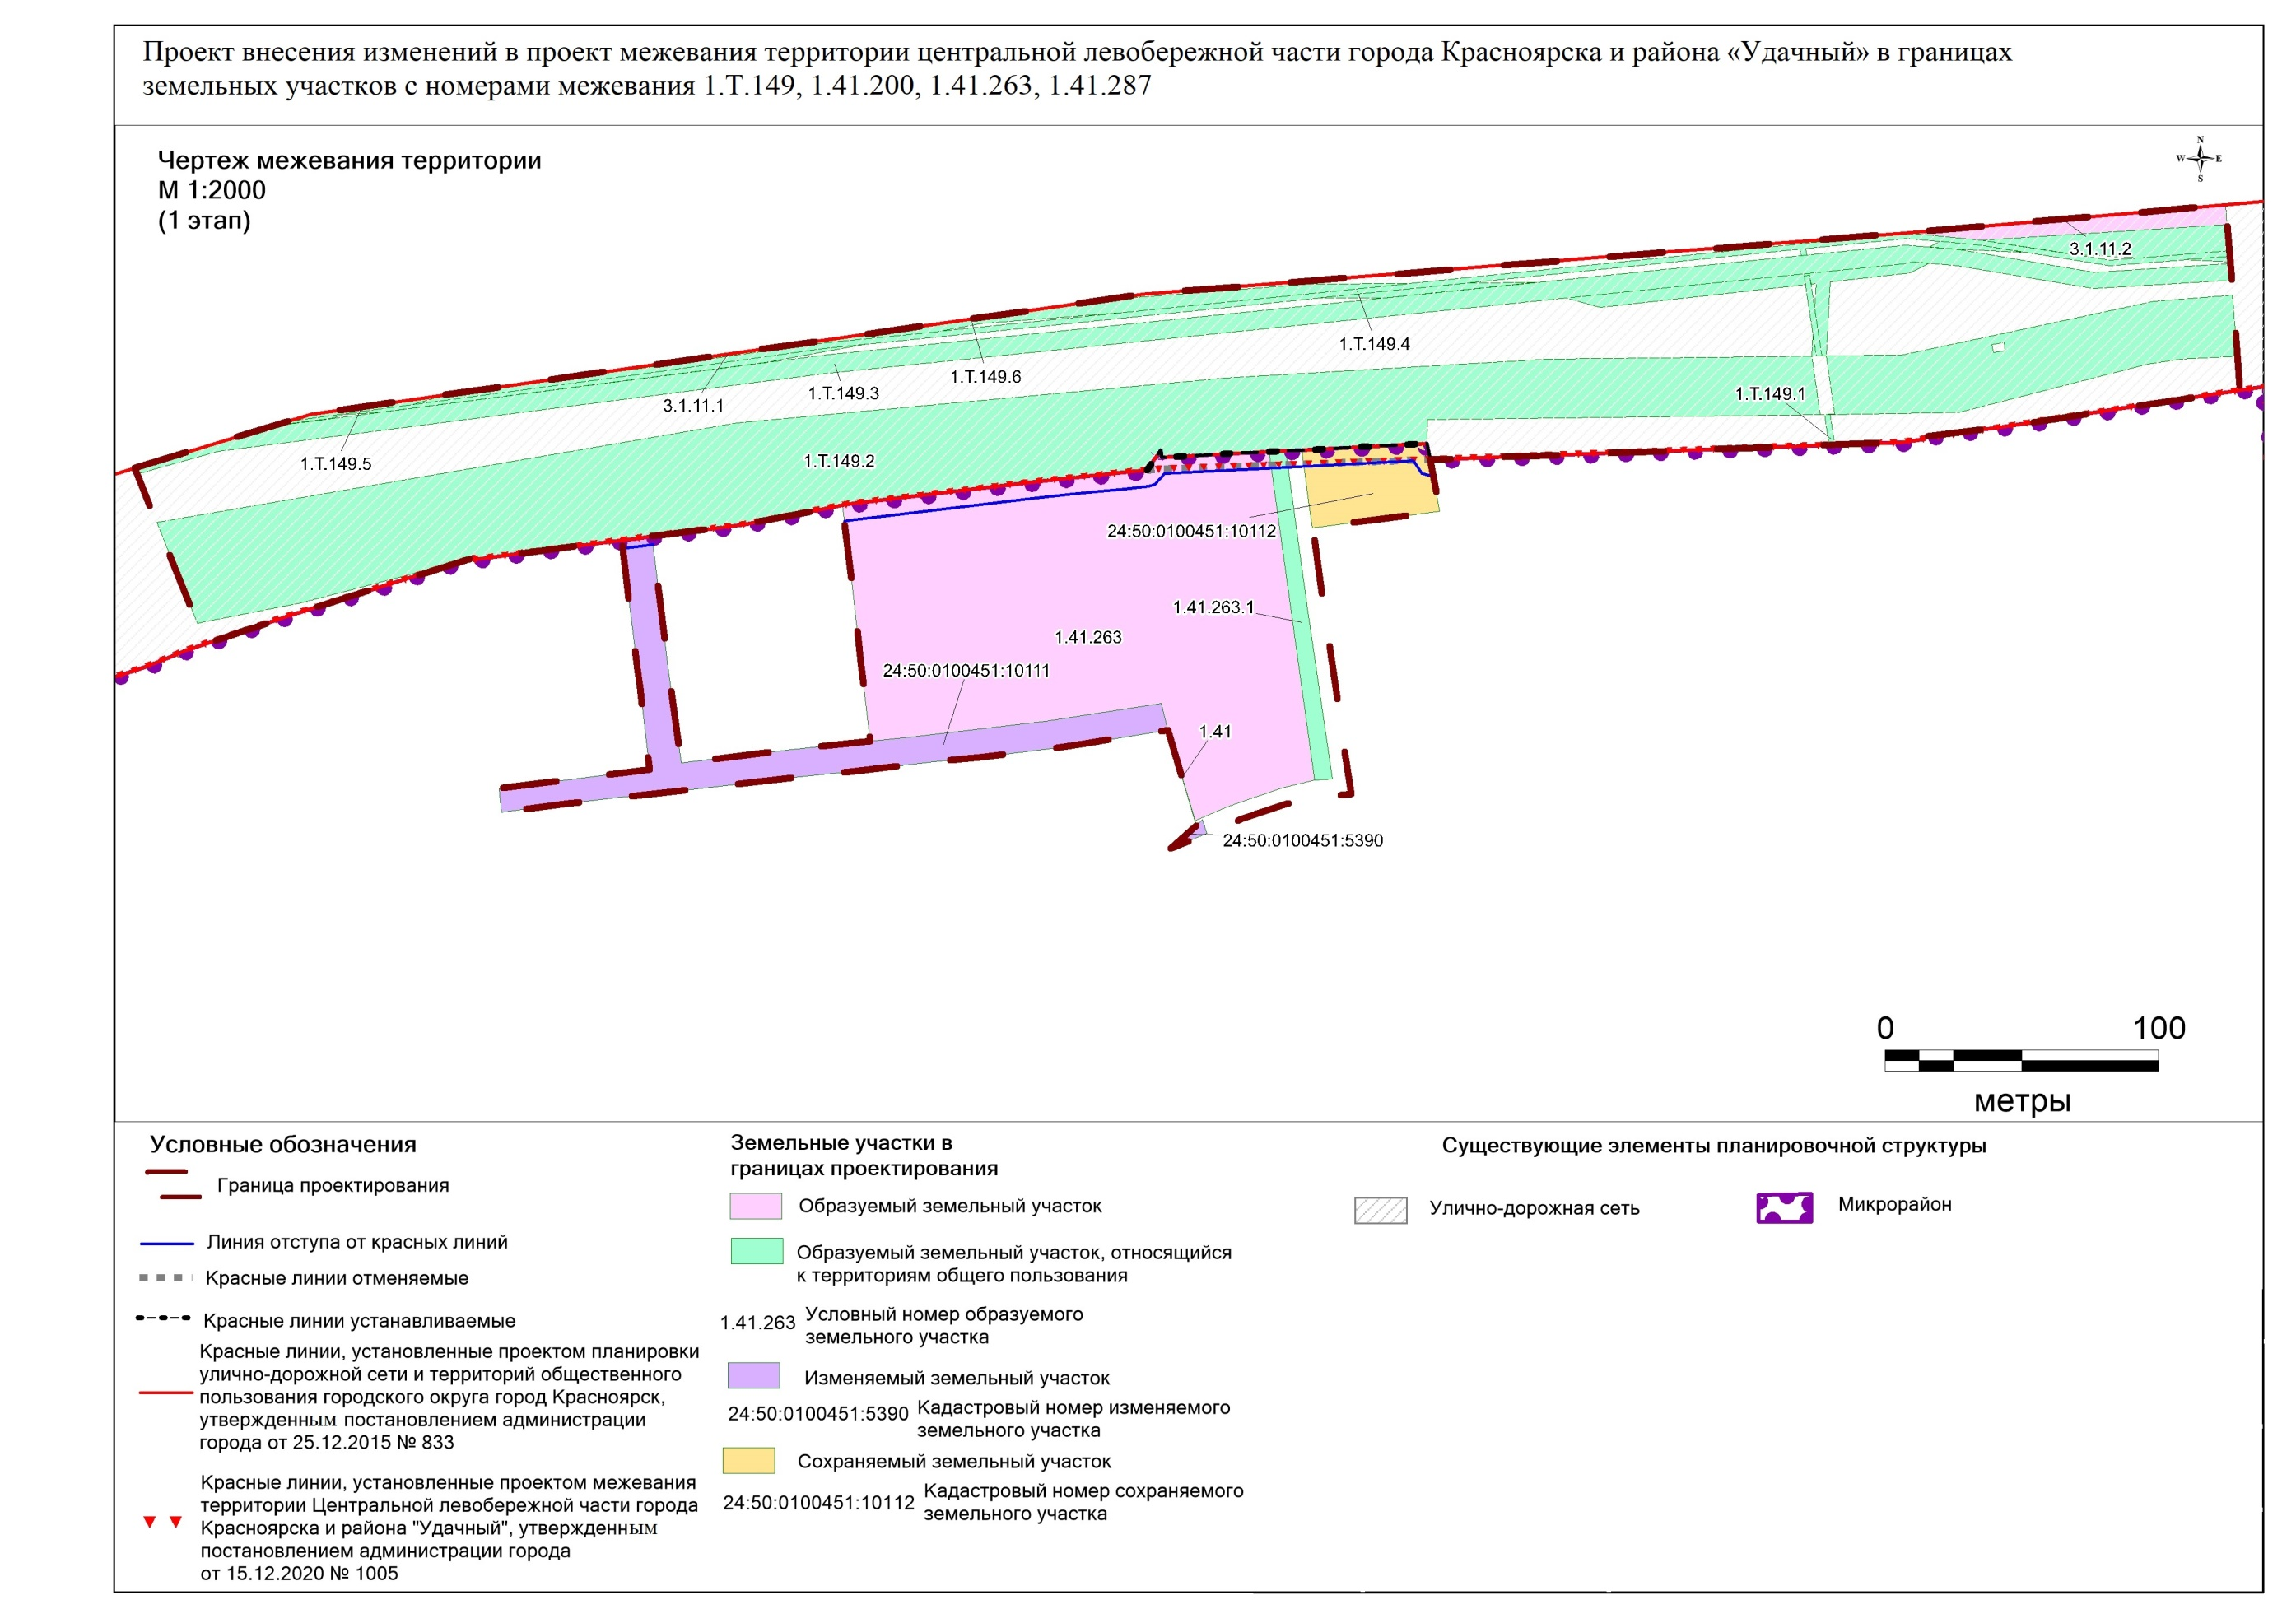 Проект внесения изменений в проект межевания территории центральной левобережной части города Красноярска и района «Удачный» в границах
земельных участков с номерами межевания 1.Т.149, 1.41.200, 1.41.263, 1.41.287
Чертеж межевания территории
М 1:2000
(1 этап)
N
W E
S
3.1.11.2
1.Т.149.4
1.Т.149.6
1.Т.149.3
3.1.11.1
1.Т.149.1
1.Т.149.5
1.Т.149.2
24:50:0100451:10112
1.41.263.1
1.41.263
24:50:0100451:10111
1.41
24:50:0100451:5390
0 100
метры
Условные обозначения
Граница проектирования
Линия отступа от красных линий
Красные линии отменяемые
Красные линии устанавливаемые
Красные линии, установленные проектом планировки
улично-дорожной сети и территорий общественного
пользования городского округа город Красноярск,
утвержденным постановлением администрации
города от 25.12.2015 № 833
Красные линии, установленные проектом межевания
территории Центральной левобережной части города
Красноярска и района "Удачный", утвержденным
постановлением администрации города
от 15.12.2020 № 1005
Земельные участки в
границах проектирования
Образуемый земельный участок
Образуемый земельный участок, относящийся
к территориям общего пользования
1.41.263 Условный номер образуемого
земельного участка
Изменяемый земельный участок
24:50:0100451:5390 Кадастровый номер изменяемого
земельного участка
Сохраняемый земельный участок
24:50:0100451:10112 Кадастровый номер сохраняемого
земельного участка
Существующие элементы планировочной структуры
Улично-дорожная сеть
Микрорайон